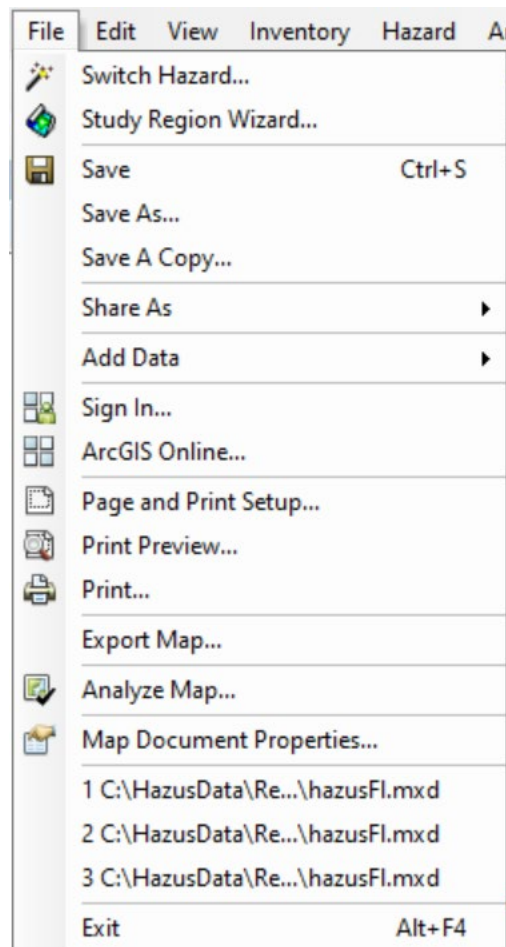 File Edit View Inventory Hazard
Switch Hazard...
Study Region Wizard...
Save Ctrl+S
Save As...
Save A Copy...
Share As
Add Data
Sign In...
ArcGIS Online...
Page and Print Setup...
Print Preview...
Print...
Export Map...
Analyze Map...
Map Document Properties...
1 C:\HazusData\Re...\hazusFl.mxd
2 C:\HazusData\Re...\hazusFl.mxd
3 C:\HazusData\Re...\hazusFl.mxd
Exit Alt+F4